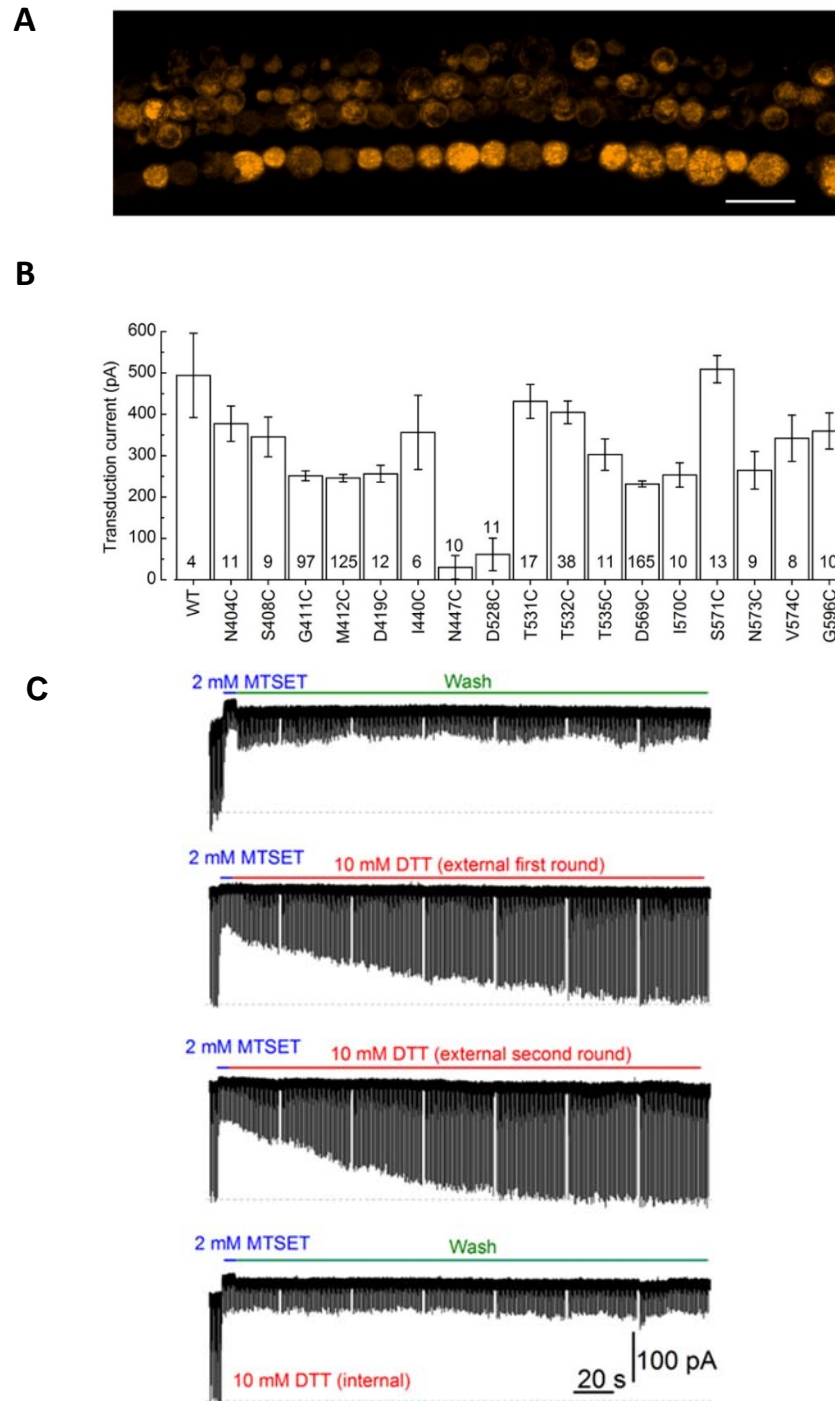 A
B
Transduction current (pA)
600
500
400
300
200
100
0
4 11 9 97 125 12 6 10 11 17 38 11 165 10 13 9 8 10
WT N404C S408C G411C M412C D419C I440C N447C D528C T531C T532C T535C D569C I570C S571C N573C V574C G596C
C
2 mM MTSET Wash
2 mM MTSET
10 mM DTT (external first round)
2 mM MTSET
10 mM DTT (external second round)
2 mM MTSET Wash
10 mM DTT (internal)
100 pA
20 s